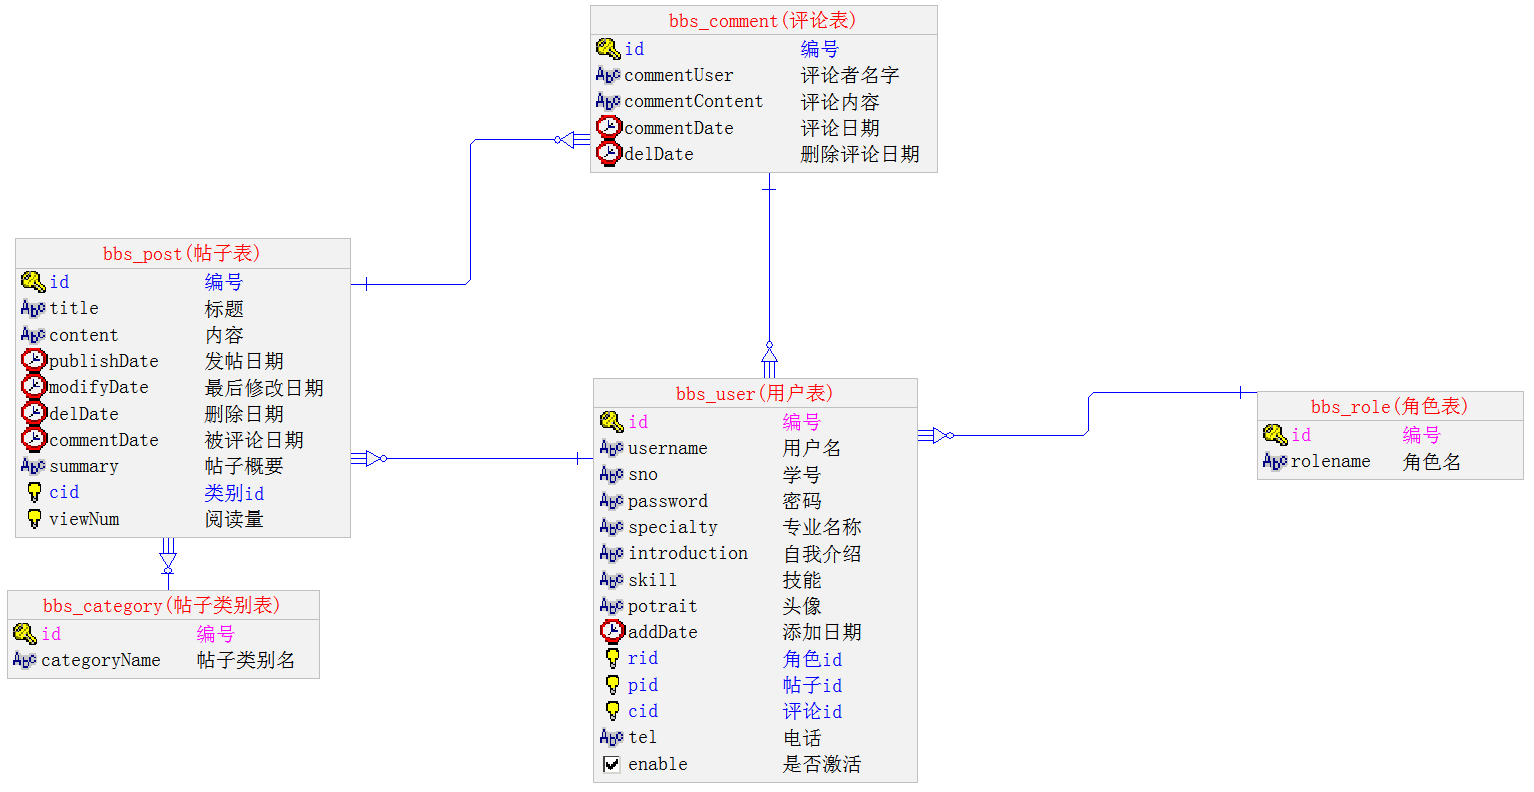 bbs_comment(评论表)
id 编号
commentUser 评论者名字
commentContent 评论内容
commentDate 评论日期
delDate 删除评论日期
bbs_post(帖子表)
id 编号
title 标题
content 内容
publishDate 发帖日期
modifyDate 最后修改日期
delDate 删除日期
commentDate 被评论日期
summary 帖子概要
cid 类别id
viewNum 阅读量
bbs_user(用户表)
id 编号
username 用户名
sno 学号
password 密码
specialty 专业名称
introduction 自我介绍
skill 技能
potrait 头像
addDate 添加日期
rid 角色id
pid 帖子id
cid 评论id
tel 电话
enable 是否激活
bbs_role(角色表)
id 编号
rolename 角色名
bbs_category(帖子类别表)
id 编号
categoryName 帖子类别名